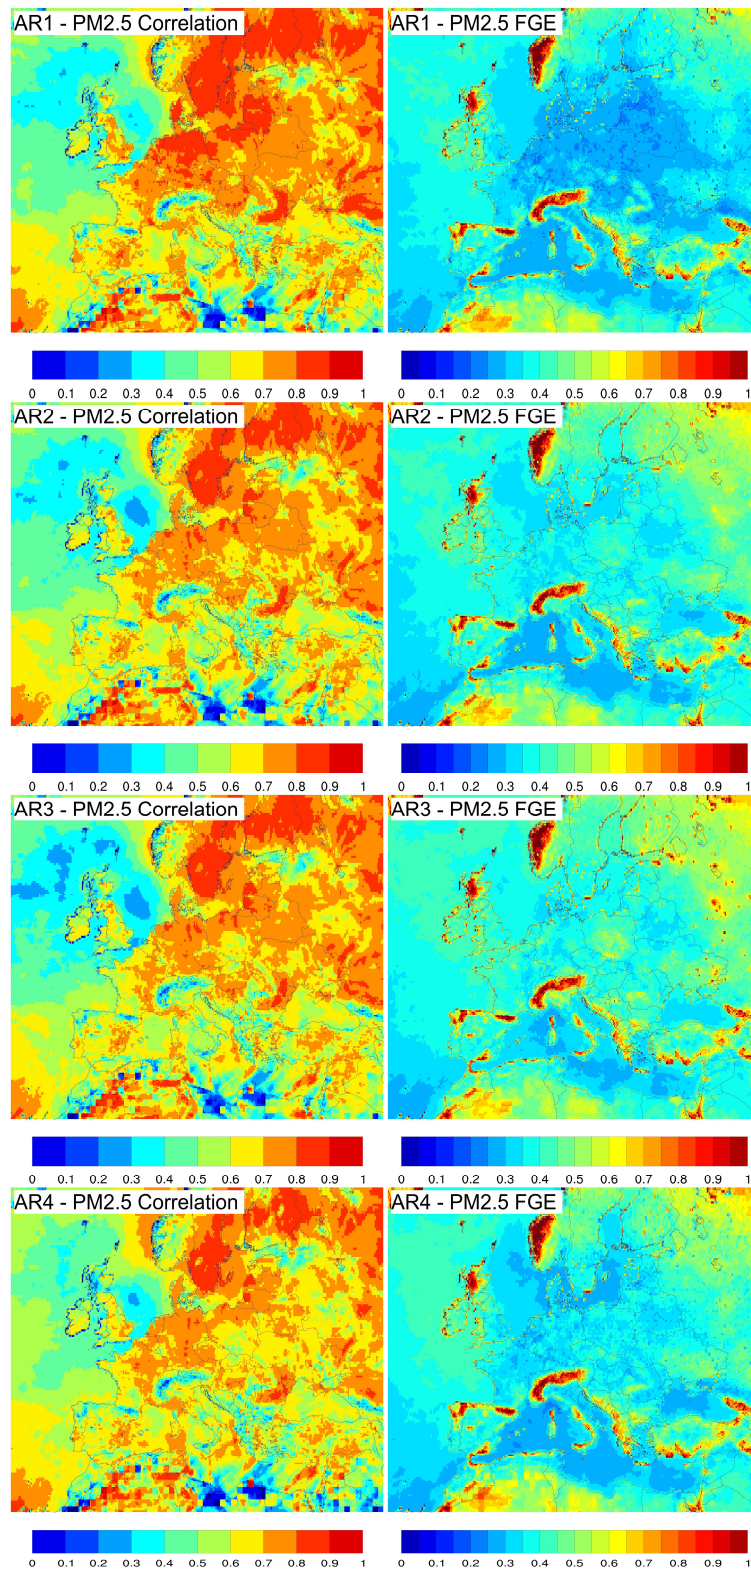 AR1 - PM2.5 Correlation
AR1 - PM2.5 FGE
0 0.1 0.2 0.3 0.4 0.5 0.6 0.7 0.8 0.9 1
0 0.1 0.2 0.3 0.4 0.5 0.6 0.7 0.8 0.9 1
AR2 - PM2.5 Correlation
AR2 - PM2.5 FGE
0 0.1 0.2 0.3 0.4 0.5 0.6 0.7 0.8 0.9 1
0 0.1 0.2 0.3 0.4 0.5 0.6 0.7 0.8 0.9 1
AR3 - PM2.5 Correlation
AR3 - PM2.5 FGE
0 0.1 0.2 0.3 0.4 0.5 0.6 0.7 0.8 0.9 1
0 0.1 0.2 0.3 0.4 0.5 0.6 0.7 0.8 0.9 1
AR4 - PM2.5 Correlation
AR4 - PM2.5 FGE
0 0.1 0.2 0.3 0.4 0.5 0.6 0.7 0.8 0.9 1
0 0.1 0.2 0.3 0.4 0.5 0.6 0.7 0.8 0.9 1